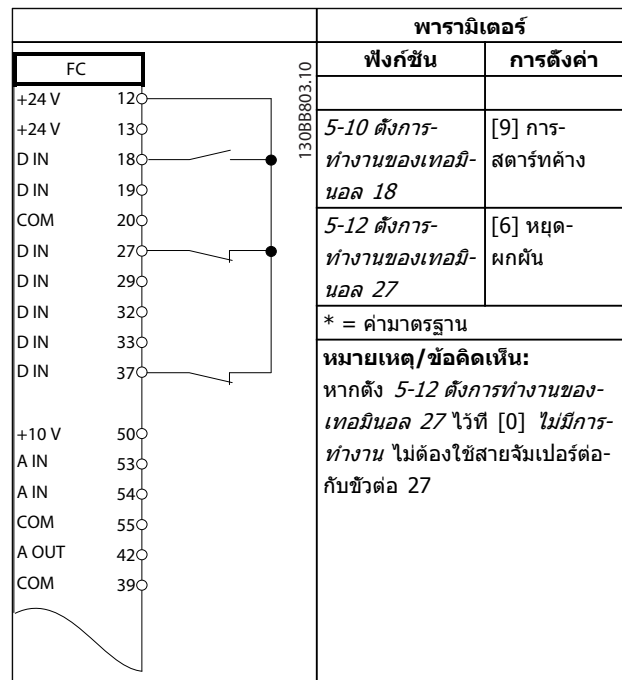 FC
+24 V 12
+24 V 13
D IN 18
D IN 19
COM 20
D IN 27
D IN 29
D IN 32
D IN 33
D IN 37
+10 V 50
A IN 53
A IN 54
COM 55
A OUT 42
COM 39
130BB803.10
พารามิเตอร์
ฟังก์ชัน การตั้งค่า
5-10 ตั้งการ-
ทำงานของเทอมิ-
นอล 18
[9] การ-
สตาร์ทค้าง
5-12 ตั้งการ-
ทำงานของเทอมิ-
นอล 27
[6] หยุด-
ผกผัน
* = ค่ามาตรฐาน
หมายเหตุ/ข้อคิดเห็น:
หากตั้ง 5-12 ตั้งการทำงานของ-
เทอมินอล 27 ไว้ที่ [0] ไม่มีการ-
ทำงาน ไม่ต้องใช้สายจัมเปอร์ต่อ-
กับขั้วต่อ 27